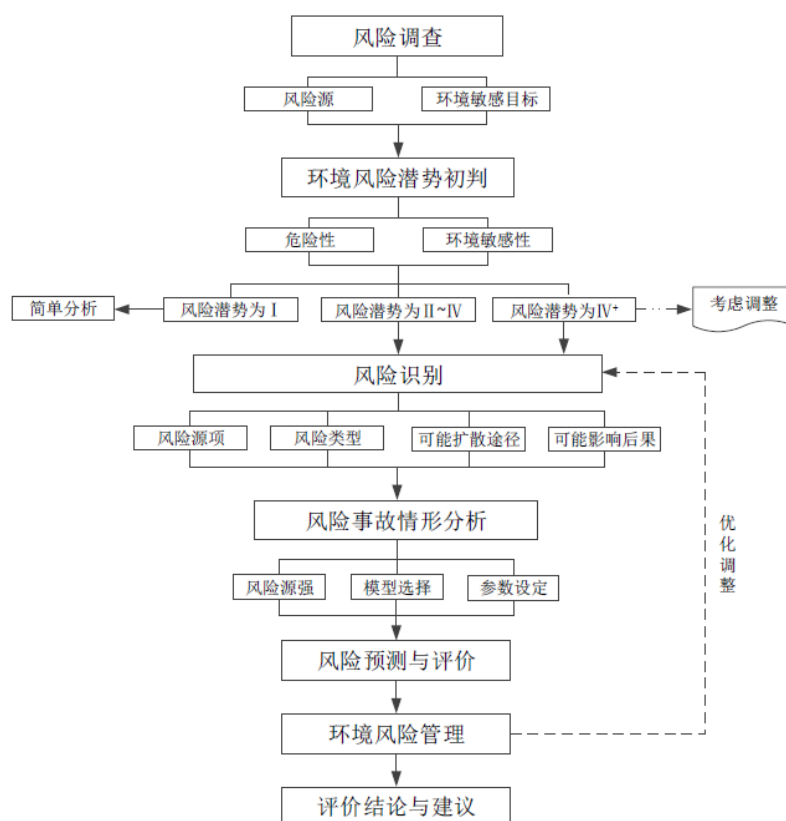 风险调查
风险源
环境敏感目标
环境风险潜势初判
危险性
环境敏感性
简单分析
风险潜势为Ⅰ
风险潜势为Ⅱ~Ⅳ
风险潜势为Ⅳ+
考虑调整
风险识别
风险源项
风险类型
可能扩散途径
可能影响后果
风险事故情形分析
优化调整
风险源强
模型选择
参数设定
风险预测与评价
环境风险管理
评价结论与建议